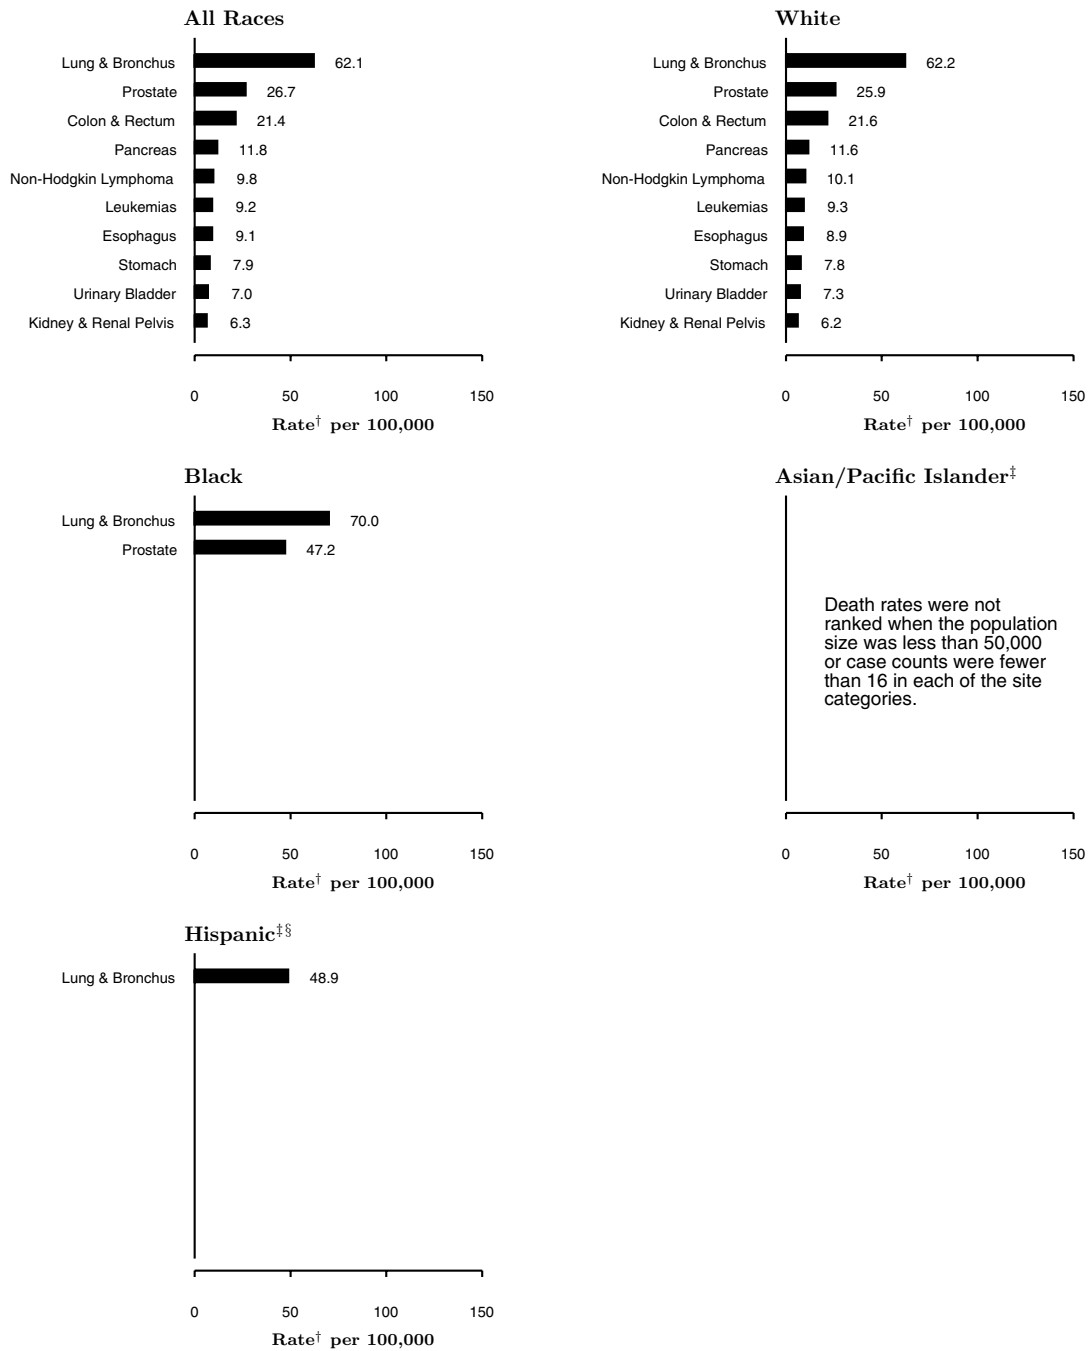 All Races
Lung & Bronchus 62.1
Prostate 26.7
Colon & Rectum 21.4
Pancreas 11.8
Non-Hodgkin Lymphoma 9.8
Leukemias 9.2
Esophagus 9.1
Stomach 7.9
Urinary Bladder 7.0
Kidney & Renal Pelvis 6.3
0 50 100 150
Rate† per 100,000
White
Lung & Bronchus 62.2
Prostate 25.9
Colon & Rectum 21.6
Pancreas 11.6
Non-Hodgkin Lymphoma 10.1
Leukemias 9.3
Esophagus 8.9
Stomach 7.8
Urinary Bladder 7.3
Kidney & Renal Pelvis 6.2
0 50 100 150
Rate† per 100,000
Black
Lung & Bronchus 70.0
Prostate 47.2
0 50 100 150
Rate† per 100,000
Asian/Pacific Islander‡
Death rates were not
ranked when the population
size was less than 50,000
or case counts were fewer
than 16 in each of the site
categories.
0 50 100 150
Rate† per 100,000
Hispanic‡§
Lung & Bronchus 48.9
0 50 100 150
Rate† per 100,000